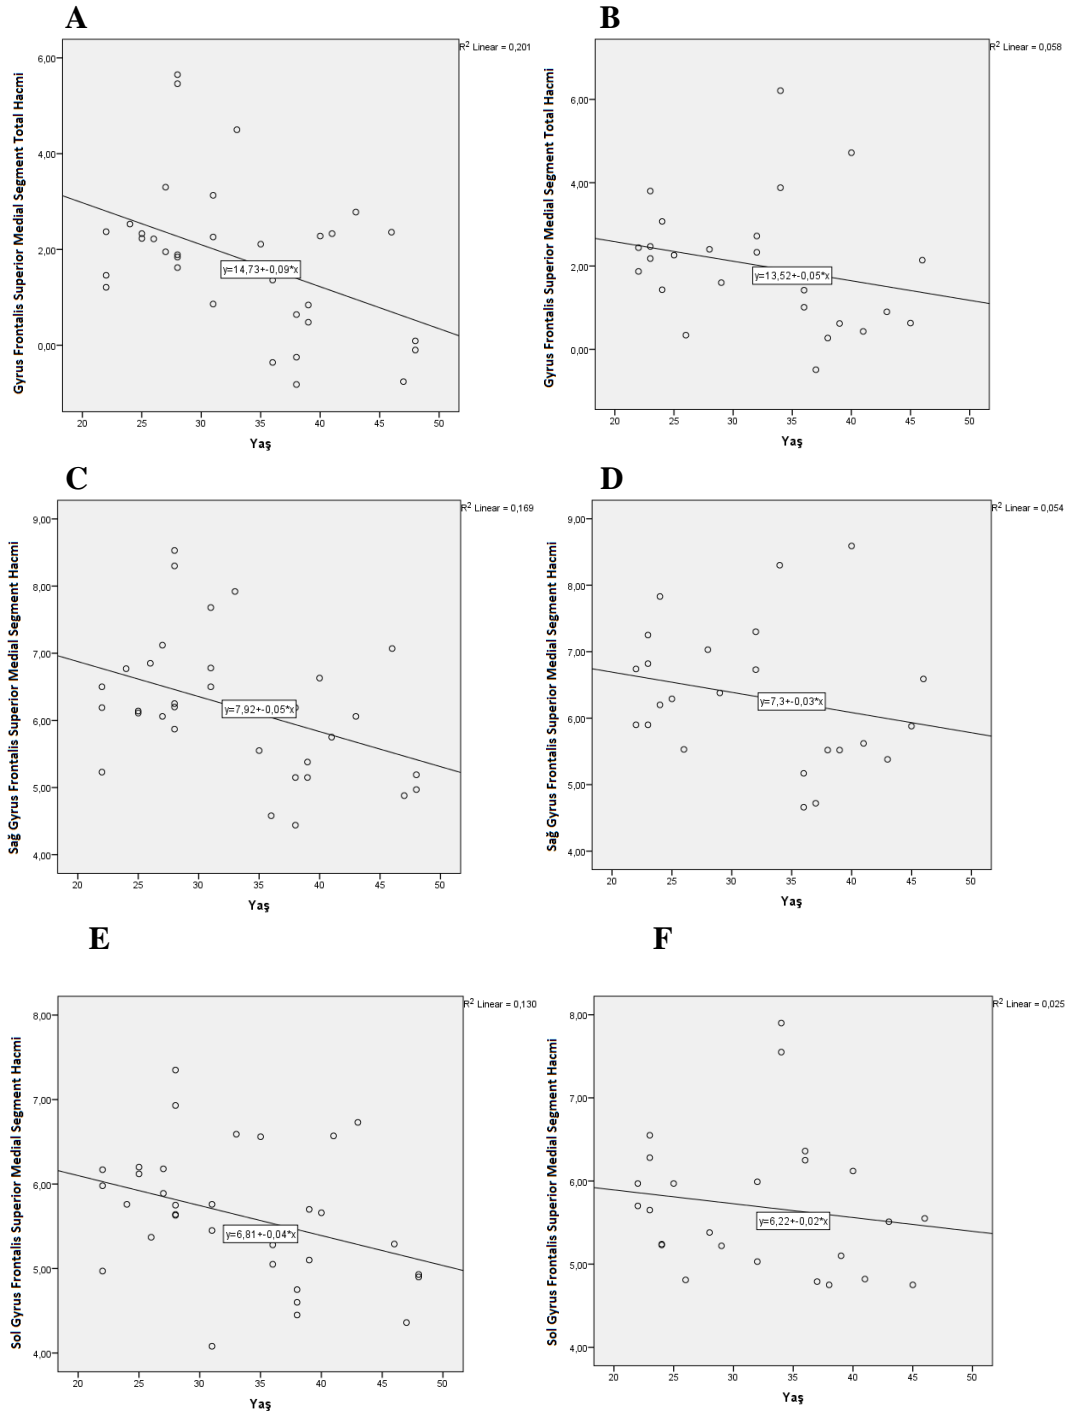 A
R² Linear = 0,201
Gyrus Frontalis Superior Medial Segment Total Hacmi
6,00
4,00
2,00
0,00
y=14,73+-0,09*x
20 25 30 35 40 45 50
Yaş
B
R² Linear = 0,058
Gyrus Frontalis Superior Medial Segment Total Hacmi
6,00
4,00
2,00
0,00
y=13,52+-0,05*x
20 25 30 35 40 45 50
Yaş
C
R² Linear = 0,169
Sağ Gyrus Frontalis Superior Medial Segment Hacmi
9,00
8,00
7,00
6,00
5,00
4,00
y=7,92+-0,05*x
20 25 30 35 40 45 50
Yaş
D
R² Linear = 0,054
Sağ Gyrus Frontalis Superior Medial Segment Hacmi
9,00
8,00
7,00
6,00
5,00
4,00
y=7,3+-0,03*x
20 25 30 35 40 45 50
Yaş
E
R² Linear = 0,130
Sol Gyrus Frontalis Superior Medial Segment Hacmi
8,00
7,00
6,00
5,00
4,00
y=6,81+-0,04*x
20 25 30 35 40 45 50
Yaş
F
R² Linear = 0,025
Sol Gyrus Frontalis Superior Medial Segment Hacmi
8,00
7,00
6,00
5,00
4,00
y=6,22+-0,02*x
20 25 30 35 40 45 50
Yaş